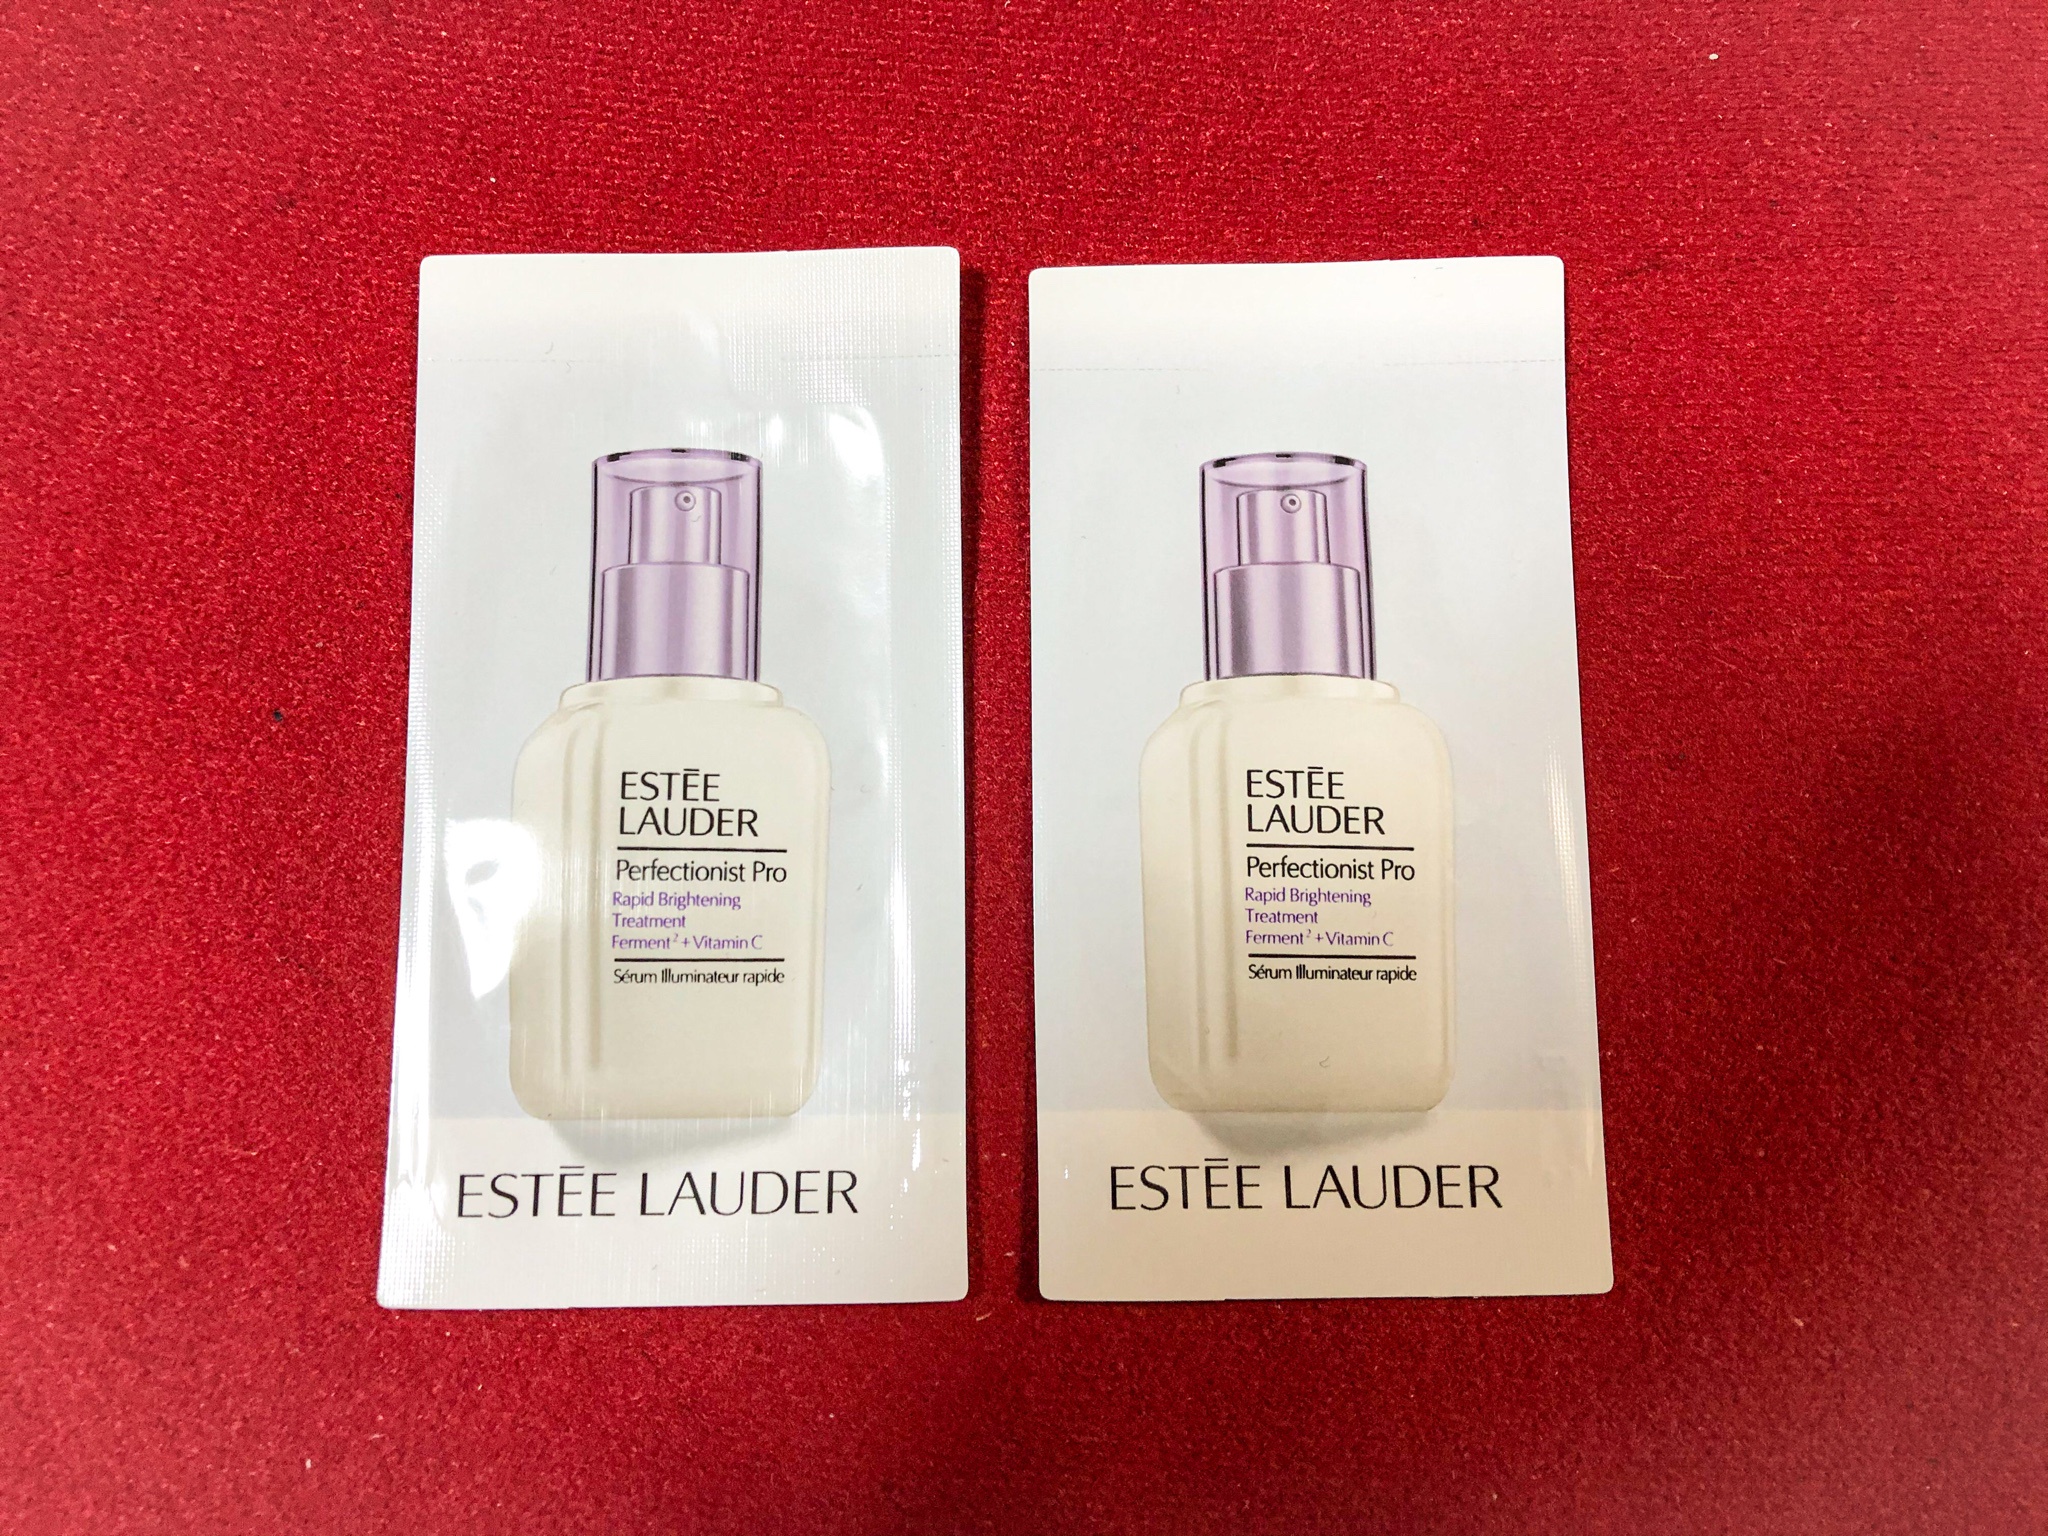 ESTĒE
LAUDER
Perfectionist Pro
Rapid Brightening
Treatment
Ferment² + Vitamin C
Sérum Illuminateur rapide
ESTĒE LAUDER
ESTĒE
LAUDER
Perfectionist Pro
Rapid Brightening
Treatment
Ferment² + Vitamin C
Sérum Illuminateur rapide
ESTĒE LAUDER